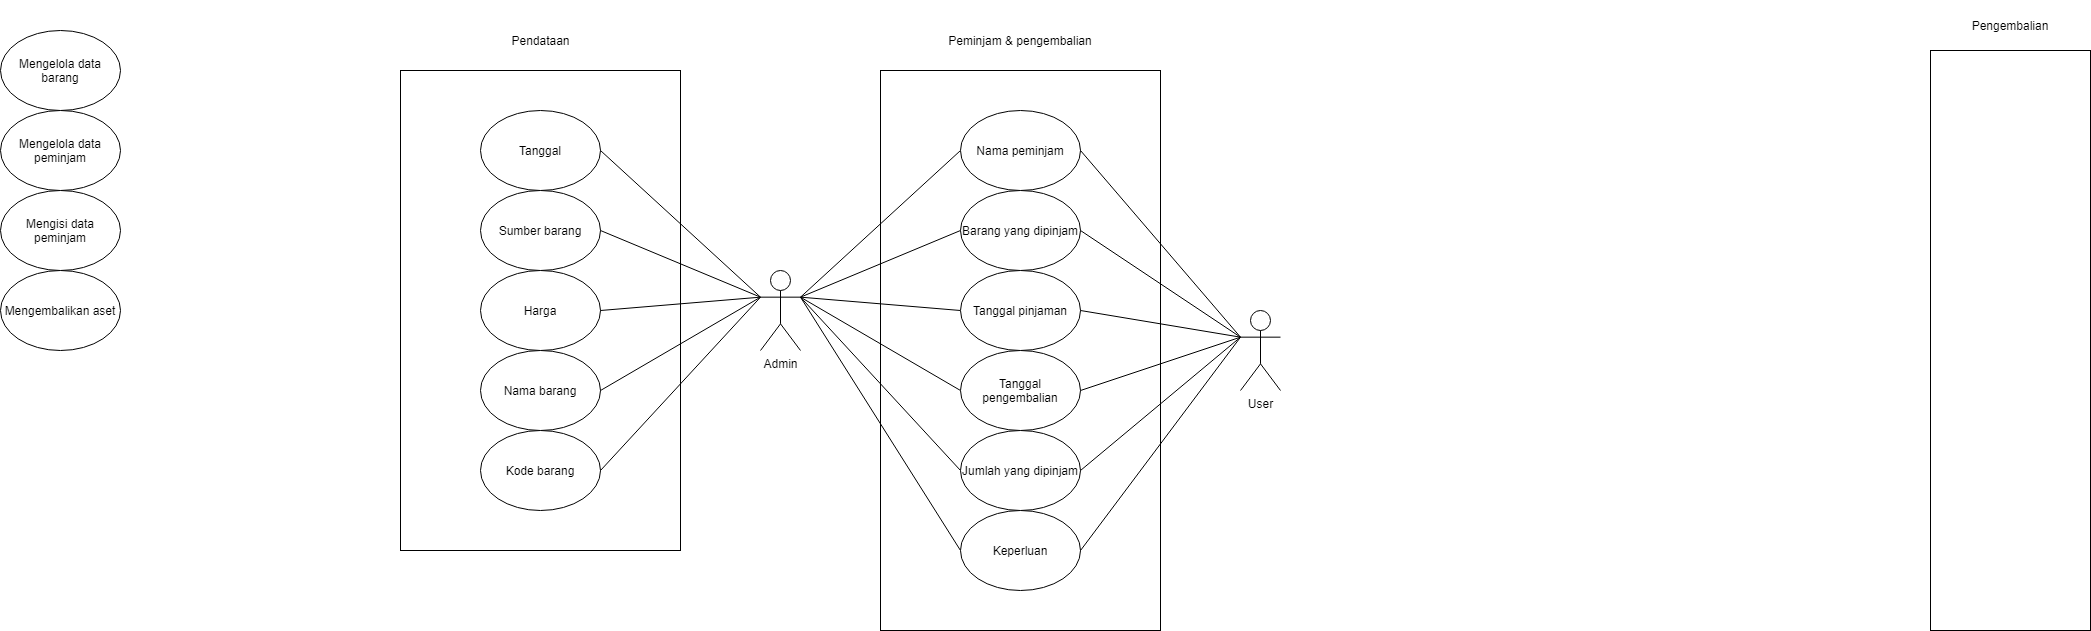 Mengelola data
barang
Mengelola data
peminjam
Mengisi data
peminjam
Mengembalikan aset
Pendataan
Tanggal
Sumber barang
Harga
Nama barang
Kode barang
Admin
Peminjam & pengembalian
Nama peminjam
Barang yang dipinjam
Tanggal pinjaman
Tanggal
pengembalian
Jumlah yang dipinjam
Keperluan
User
Pengembalian